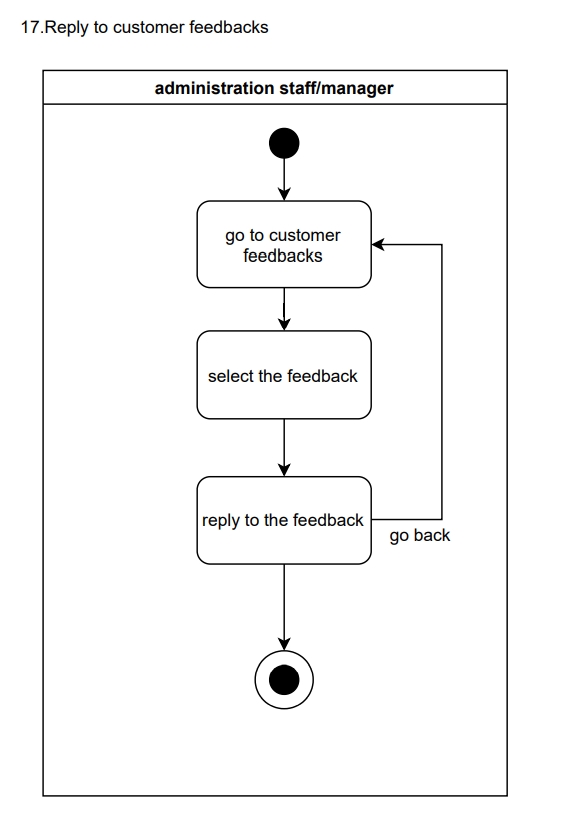 17.Reply to customer feedbacks
administration staff/manager
go to customer
feedbacks
select the feedback
reply to the feedback
go back